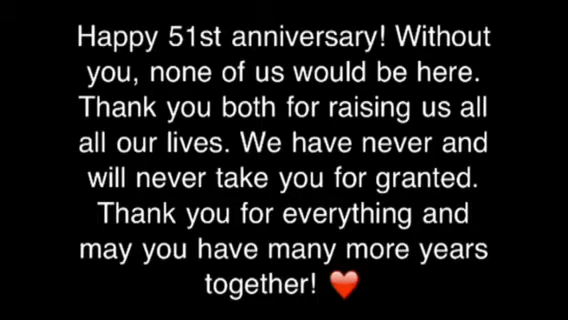 Happy 51st anniversary! Without
you, none of us would be here.
Thank you both for raising us all
all our lives. We have never and
will never take you for granted.
Thank you for everything and
may you have many more years
together! ❤️